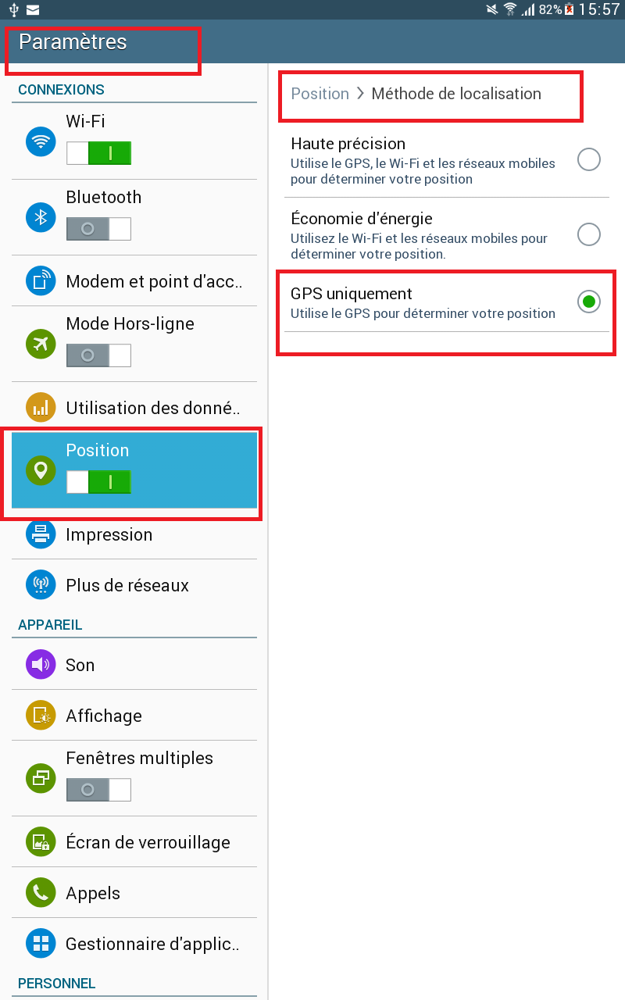 82% 15:57
Paramètres
CONNEXIONS
Wi-Fi
Bluetooth
Modem et point d'acc..
Mode Hors-ligne
Utilisation des donné..
Position
Impression
Plus de réseaux
APPAREIL
Son
Affichage
Fenêtres multiples
Écran de verrouillage
Appels
Gestionnaire d'applic..
PERSONNEL
Position > Méthode de localisation
Haute précision
Utilise le GPS, le Wi-Fi et les réseaux mobiles
pour déterminer votre position
Économie d'énergie
Utilisez le Wi-Fi et les réseaux mobiles pour
déterminer votre position.
GPS uniquement
Utilise le GPS pour déterminer votre position